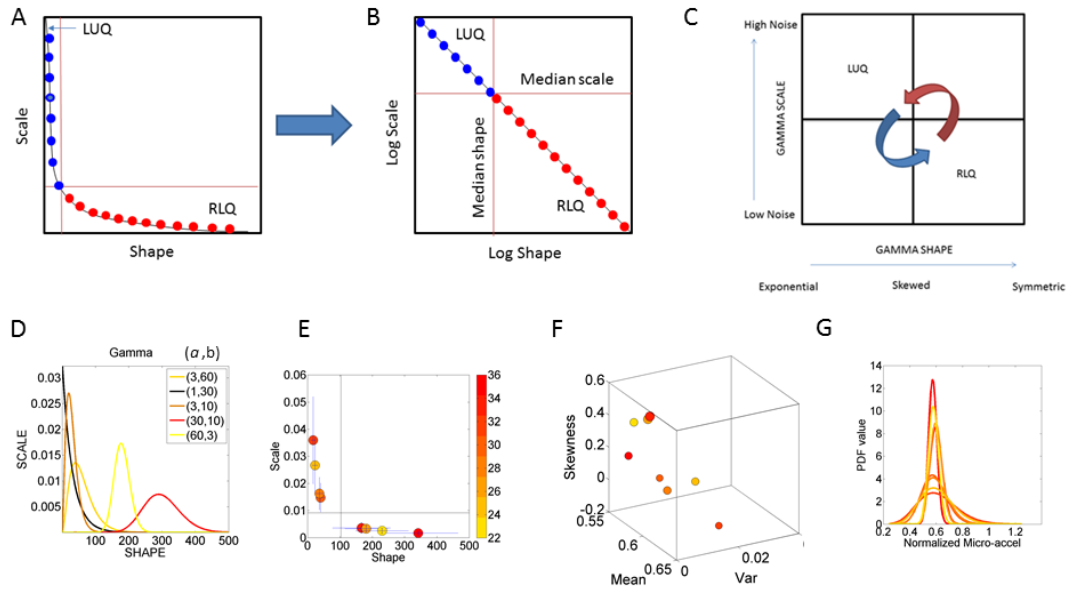 A
LUQ
RLQ
Scale
Shape
B
LUQ
Median scale
Median shape
RLQ
Log Scale
Log Shape
C
High Noise
LUQ
GAMMA SCALE
RLQ
Low Noise
GAMMA SHAPE
Exponential
Skewed
Symmetric
D
Gamma
(α,b)
0.03
0.025
0.02
0.015
0.01
0.005
SCALE
(3,60)
(1,30)
(3,10)
(30,10)
(60,3)
100 200 300 400 500
SHAPE
E
0.06
0.05
0.04
0.03
0.02
0.01
0
Scale
0 100 200 300 400 500
Shape
36
34
32
30
28
26
24
22
F
0.6
0.4
0.2
0
-0.2
Skewness
0.55
0.6
0.65
Mean
0
0.02
Var
G
14
12
10
8
6
4
2
0
PDF value
0.2 0.4 0.6 0.8 1 1.2
Normalized Micro-accel